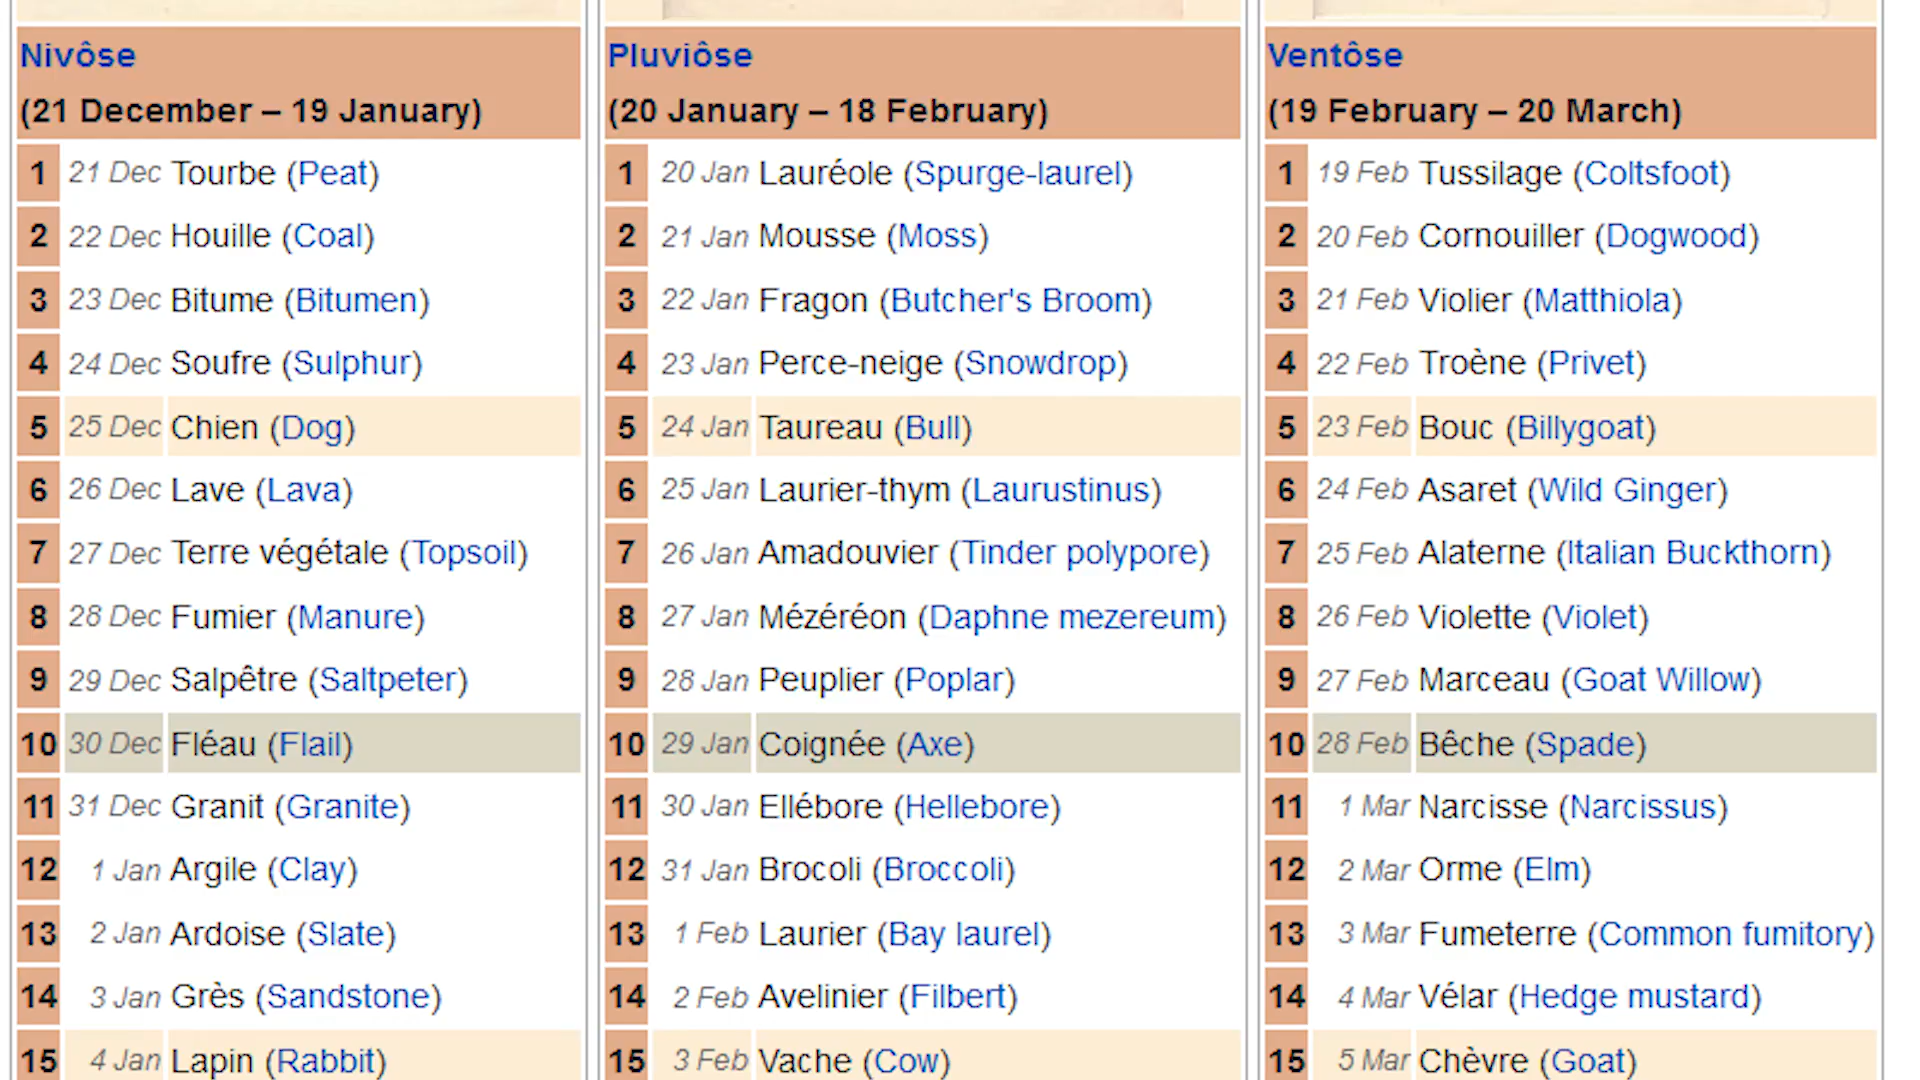 Nivôse
(21 December – 19 January)
1 21 Dec Tourbe (Peat)
2 22 Dec Houille (Coal)
3 23 Dec Bitume (Bitumen)
4 24 Dec Soufre (Sulphur)
5 25 Dec Chien (Dog)
6 26 Dec Lave (Lava)
7 27 Dec Terre végétale (Topsoil)
8 28 Dec Fumier (Manure)
9 29 Dec Salpêtre (Saltpeter)
10 30 Dec Fléau (Flail)
11 31 Dec Granit (Granite)
12 1 Jan Argile (Clay)
13 2 Jan Ardoise (Slate)
14 3 Jan Grès (Sandstone)
15 4 Jan Lapin (Rabbit)
Pluviôse
(20 January – 18 February)
1 20 Jan Lauréole (Spurge-laurel)
2 21 Jan Mousse (Moss)
3 22 Jan Fragon (Butcher's Broom)
4 23 Jan Perce-neige (Snowdrop)
5 24 Jan Taureau (Bull)
6 25 Jan Laurier-thym (Laurustinus)
7 26 Jan Amadouvier (Tinder polypore)
8 27 Jan Mézéréon (Daphne mezereum)
9 28 Jan Peuplier (Poplar)
10 29 Jan Coignée (Axe)
11 30 Jan Ellébore (Hellebore)
12 31 Jan Brocoli (Broccoli)
13 1 Feb Laurier (Bay laurel)
14 2 Feb Avelinier (Filbert)
15 3 Feb Vache (Cow)
Ventôse
(19 February – 20 March)
1 19 Feb Tussilage (Coltsfoot)
2 20 Feb Cornouiller (Dogwood)
3 21 Feb Violier (Matthiola)
4 22 Feb Troène (Privet)
5 23 Feb Bouc (Billygoat)
6 24 Feb Asaret (Wild Ginger)
7 25 Feb Alaterne (Italian Buckthorn)
8 26 Feb Violette (Violet)
9 27 Feb Marceau (Goat Willow)
10 28 Feb Bêche (Spade)
11 1 Mar Narcisse (Narcissus)
12 2 Mar Orme (Elm)
13 3 Mar Fumeterre (Common fumitory)
14 4 Mar Vélar (Hedge mustard)
15 5 Mar Chèvre (Goat)